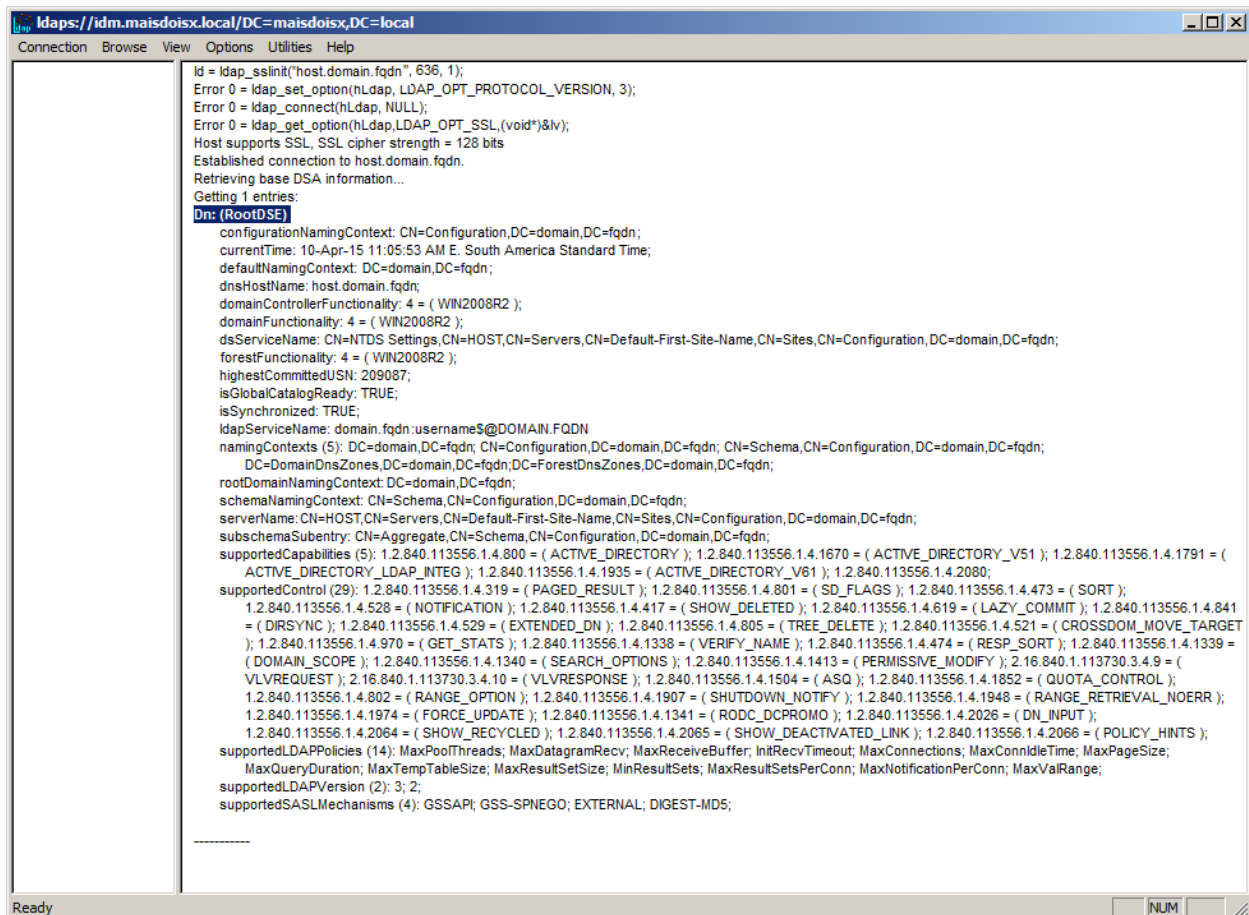 ldaps://idm.maisdoisx.local/DC=maisdoisx,DC=local
Connection Browse View Options Utilities Help
ld = ldap_sslinit("host.domain.fqdn", 636, 1);
Error 0 = ldap_set_option(hLdap, LDAP_OPT_PROTOCOL_VERSION, 3);
Error 0 = ldap_connect(hLdap, NULL);
Error 0 = ldap_get_option(hLdap,LDAP_OPT_SSL,(void*)&lv);
Host supports SSL, SSL cipher strength = 128 bits
Established connection to host.domain.fqdn.
Retrieving base DSA information...
Getting 1 entries:
Dn: (RootDSE)
configurationNamingContext: CN=Configuration,DC=domain,DC=fqdn;
currentTime: 10-Apr-15 11:05:53 AM E. South America Standard Time;
defaultNamingContext: DC=domain,DC=fqdn;
dnsHostName: host.domain.fqdn;
domainControllerFunctionality: 4 = ( WIN2008R2 );
domainFunctionality: 4 = ( WIN2008R2 );
dsServiceName: CN=NTDS Settings,CN=HOST,CN=Servers,CN=Default-First-Site-Name,CN=Sites,CN=Configuration,DC=domain,DC=fqdn;
forestFunctionality: 4 = ( WIN2008R2 );
highestCommittedUSN: 209087;
isGlobalCatalogReady: TRUE;
isSynchronized: TRUE;
ldapServiceName: domain.fqdn:username$@DOMAIN.FQDN
namingContexts (5): DC=domain,DC=fqdn; CN=Configuration,DC=domain,DC=fqdn; CN=Schema,CN=Configuration,DC=domain,DC=fqdn;
DC=DomainDnsZones,DC=domain,DC=fqdn;DC=ForestDnsZones,DC=domain,DC=fqdn;
rootDomainNamingContext: DC=domain,DC=fqdn;
schemaNamingContext: CN=Schema,CN=Configuration,DC=domain,DC=fqdn;
serverName: CN=HOST,CN=Servers,CN=Default-First-Site-Name,CN=Sites,CN=Configuration,DC=domain,DC=fqdn;
subschemaSubentry: CN=Aggregate,CN=Schema,CN=Configuration,DC=domain,DC=fqdn;
supportedCapabilities (5): 1.2.840.113556.1.4.800 = ( ACTIVE_DIRECTORY ); 1.2.840.113556.1.4.1670 = ( ACTIVE_DIRECTORY_V51 ); 1.2.840.113556.1.4.1791 = (
ACTIVE_DIRECTORY_LDAP_INTEG ); 1.2.840.113556.1.4.1935 = ( ACTIVE_DIRECTORY_V61 ); 1.2.840.113556.1.4.2080;
supportedControl (29): 1.2.840.113556.1.4.319 = ( PAGED_RESULT ); 1.2.840.113556.1.4.801 = ( SD_FLAGS ); 1.2.840.113556.1.4.473 = ( SORT );
1.2.840.113556.1.4.528 = ( NOTIFICATION ); 1.2.840.113556.1.4.417 = ( SHOW_DELETED ); 1.2.840.113556.1.4.619 = ( LAZY_COMMIT ); 1.2.840.113556.1.4.841
= ( DIRSYNC ); 1.2.840.113556.1.4.529 = ( EXTENDED_DN ); 1.2.840.113556.1.4.805 = ( TREE_DELETE ); 1.2.840.113556.1.4.521 = ( CROSSDOM_MOVE_TARGET
); 1.2.840.113556.1.4.970 = ( GET_STATS ); 1.2.840.113556.1.4.1338 = ( VERIFY_NAME ); 1.2.840.113556.1.4.474 = ( RESP_SORT ); 1.2.840.113556.1.4.1339 =
( DOMAIN_SCOPE ); 1.2.840.113556.1.4.1340 = ( SEARCH_OPTIONS ); 1.2.840.113556.1.4.1413 = ( PERMISSIVE_MODIFY ); 2.16.840.1.113730.3.4.9 = (
VLVREQUEST ); 2.16.840.1.113730.3.4.10 = ( VLVRESPONSE ); 1.2.840.113556.1.4.1504 = ( ASQ ); 1.2.840.113556.1.4.1852 = ( QUOTA_CONTROL );
1.2.840.113556.1.4.802 = ( RANGE_OPTION ); 1.2.840.113556.1.4.1907 = ( SHUTDOWN_NOTIFY ); 1.2.840.113556.1.4.1948 = ( RANGE_RETRIEVAL_NOERR );
1.2.840.113556.1.4.1974 = ( FORCE_UPDATE ); 1.2.840.113556.1.4.1341 = ( RODC_DCPROMO ); 1.2.840.113556.1.4.2026 = ( DN_INPUT );
1.2.840.113556.1.4.2064 = ( SHOW_RECYCLED ); 1.2.840.113556.1.4.2065 = ( SHOW_DEACTIVATED_LINK ); 1.2.840.113556.1.4.2066 = ( POLICY_HINTS );
supportedLDAPPolicies (14): MaxPoolThreads; MaxDatagramRecv; MaxReceiveBuffer; InitRecvTimeout; MaxConnections; MaxConnIdleTime; MaxPageSize;
MaxQueryDuration; MaxTempTableSize; MaxResultSetSize; MinResultSets; MaxResultSetsPerConn; MaxNotificationPerConn; MaxValRange;
supportedLDAPVersion (2): 3; 2;
supportedSASLMechanisms (4): GSSAPI; GSS-SPNEGO; EXTERNAL; DIGEST-MD5;
-----------
Ready NUM